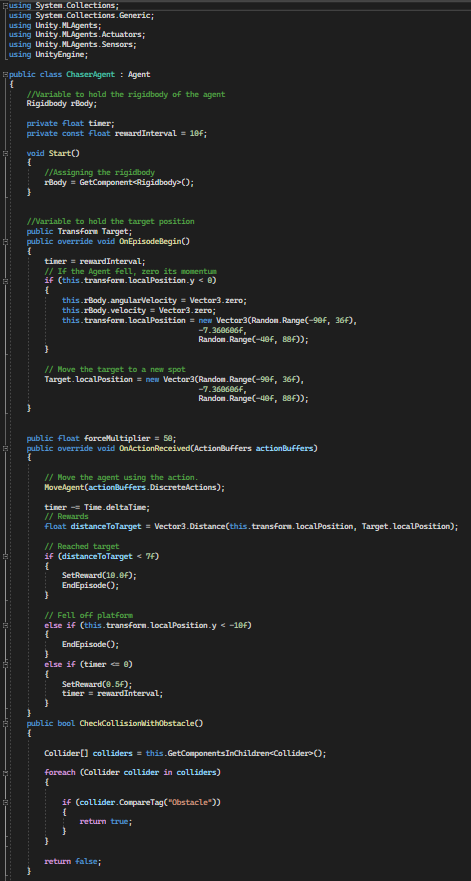 using System.Collections;
using System.Collections.Generic;
using Unity.MLAgents;
using Unity.MLAgents.Actuators;
using Unity.MLAgents.Sensors;
using UnityEngine;
public class ChaserAgent : Agent
{
//Variable to hold the rigidbody of the agent
Rigidbody rBody;
private float timer;
private const float rewardInterval = 10f;
void Start()
{
//Assigning the rigidbody
rBody = GetComponent<Rigidbody>();
}
//Variable to hold the target position
public Transform Target;
public override void OnEpisodeBegin()
{
timer = rewardInterval;
// If the Agent fell, zero its momentum
if (this.transform.localPosition.y < 0)
{
this.rBody.angularVelocity = Vector3.zero;
this.rBody.velocity = Vector3.zero;
this.transform.localPosition = new Vector3(Random.Range(-90f, 36f),
-7.360606f,
Random.Range(-40f, 80f));
}
// Move the target to a new spot
Target.localPosition = new Vector3(Random.Range(-90f, 36f),
-7.360606f,
Random.Range(-40f, 80f));
}
public float forceMultiplier = 50;
public override void OnActionReceived(ActionBuffers actionBuffers)
{
// Move the agent using the action.
MoveAgent(actionBuffers.DiscreteActions);
timer -= Time.deltaTime;
// Rewards
float distanceToTarget = Vector3.Distance(this.transform.localPosition, Target.localPosition);
// Reached target
if (distanceToTarget < 7f)
{
SetReward(10.0f);
EndEpisode();
}
// Fell off platform
else if (this.transform.localPosition.y < -10f)
{
EndEpisode();
}
else if (timer <= 0)
{
SetReward(0.5f);
timer = rewardInterval;
}
}
public bool CheckCollisionWithObstacle()
{
Collider[] colliders = this.GetComponentsInChildren<Collider>();
foreach (Collider collider in colliders)
{
if (collider.CompareTag("Obstacle"))
{
return true;
}
}
return false;
}